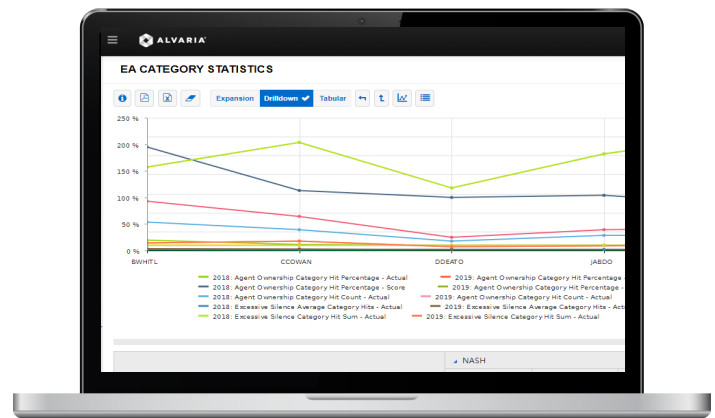 ALVARIA
EA CATEGORY STATISTICS
Expansion Drilldown Tabular
250 %
200 %
150 %
100 %
50 %
0 %
BWHITL CCOWAN DDEATO JABDO
2018: Agent Ownership Category Hit Percentage - Actual 2019: Agent Ownership Category Hit Percentage -
2018: Agent Ownership Category Hit Percentage - Score 2019: Agent Ownership Category Hit Percentage -
2018: Agent Ownership Category Hit Count - Actual 2019: Agent Ownership Category Hit Count - Actual
2018: Excessive Silence Average Category Hits - Actual 2019: Excessive Silence Average Category Hits - Act
2018: Excessive Silence Category Hit Sum - Actual 2019: Excessive Silence Category Hit Sum - Actual
NASH